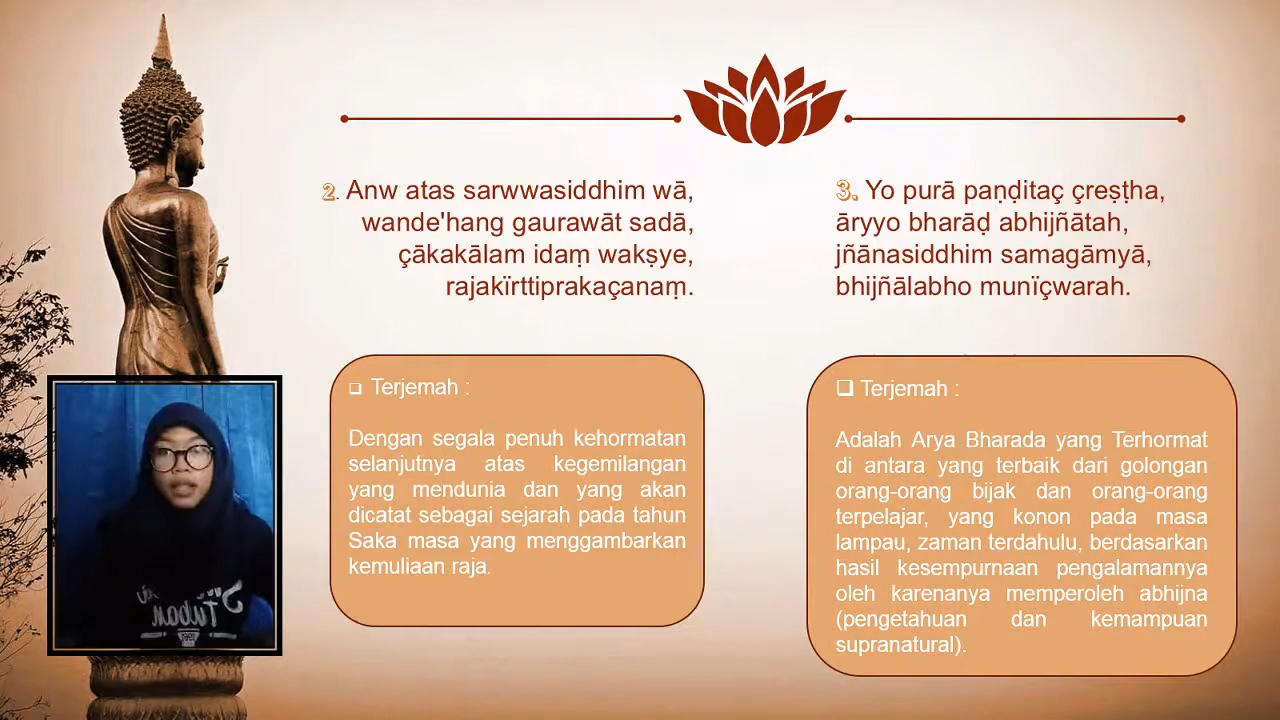 2. Anw atas sarwwasiddhim wā,
wande'hang gaurawāt sadā,
çākakālam idaṃ wakṣye,
rajakïrttiprakaçanaṃ.
❑ Terjemah :
Dengan segala penuh kehormatan
selanjutnya atas kegemilangan
yang mendunia dan yang akan
dicatat sebagai sejarah pada tahun
Saka masa yang menggambarkan
kemuliaan raja.
3. Yo purā paṇḍitaç çreṣṭha,
āryyo bharāḍ abhijñātah,
jñānasiddhim samagāmyā,
bhijñālabho munïçwarah.
❑ Terjemah :
Adalah Arya Bharada yang Terhormat
di antara yang terbaik dari golongan
orang-orang bijak dan orang-orang
terpelajar, yang konon pada masa
lampau, zaman terdahulu, berdasarkan
hasil kesempurnaan pengalamannya
oleh karenanya memperoleh abhijna
(pengetahuan dan kemampuan
supranatural).
Tuban